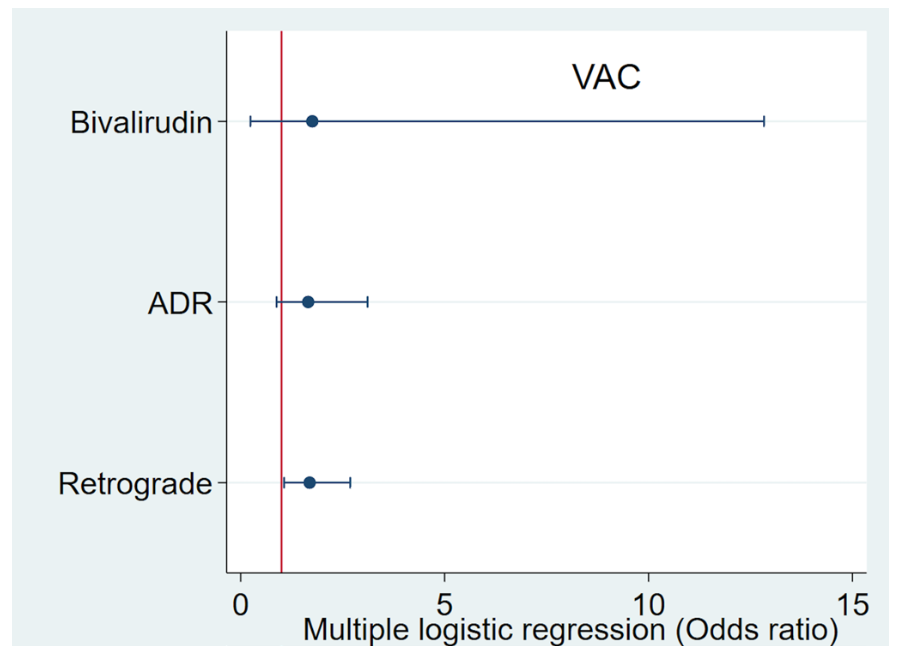 VAC
Bivalirudin
ADR
Retrograde
0 5 10 15
Multiple logistic regression (Odds ratio)